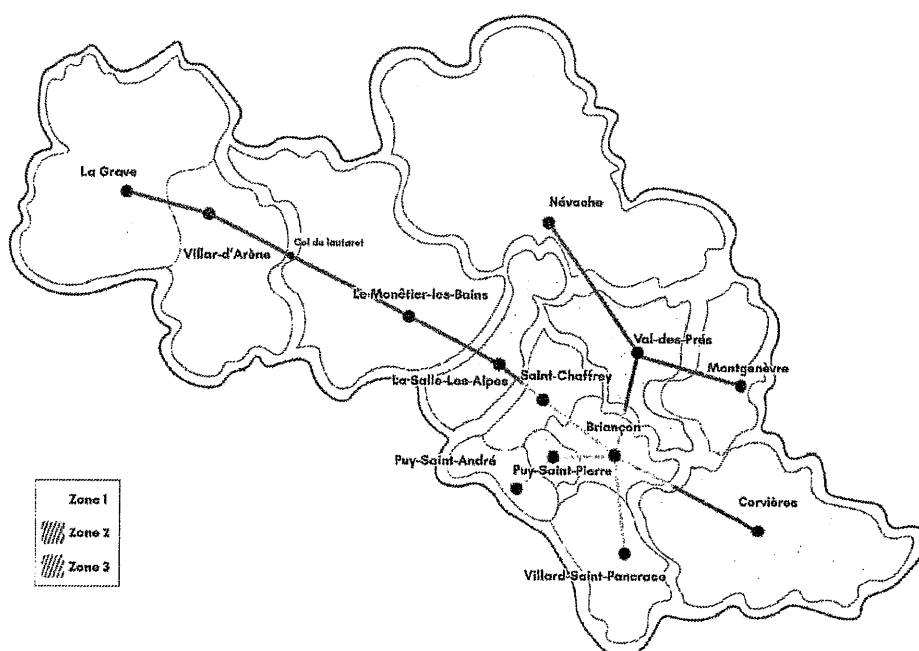 La Grave
Névache
Villar-d'Arène
Col du lautaret
Le-Monêtier-les-Bains
Val-des-Prés
Montgenèvre
La-Salle-Les-Alpes
Saint-Chaffrey
Briançon
Puy-Saint-André
Puy-Saint-Pierre
Cervières
Villard-Saint-Pancrace
Zone 1
Zone 2
Zone 3